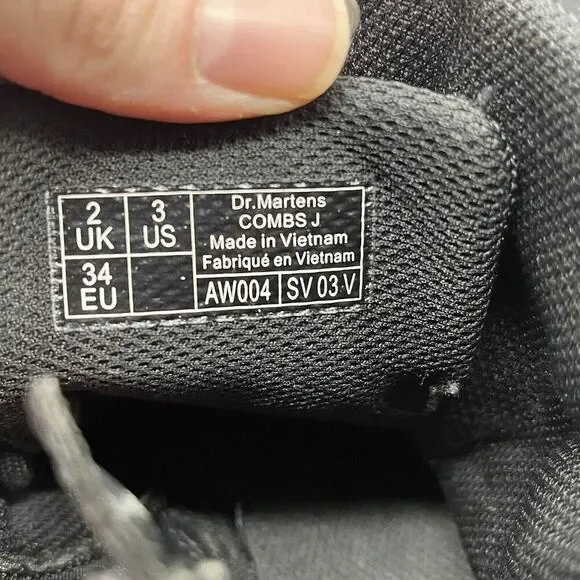 2
UK
3
US
34
EU
Dr.Martens
COMBS J
Made in Vietnam
Fabriqué en Vietnam
AW004 SV 03 V